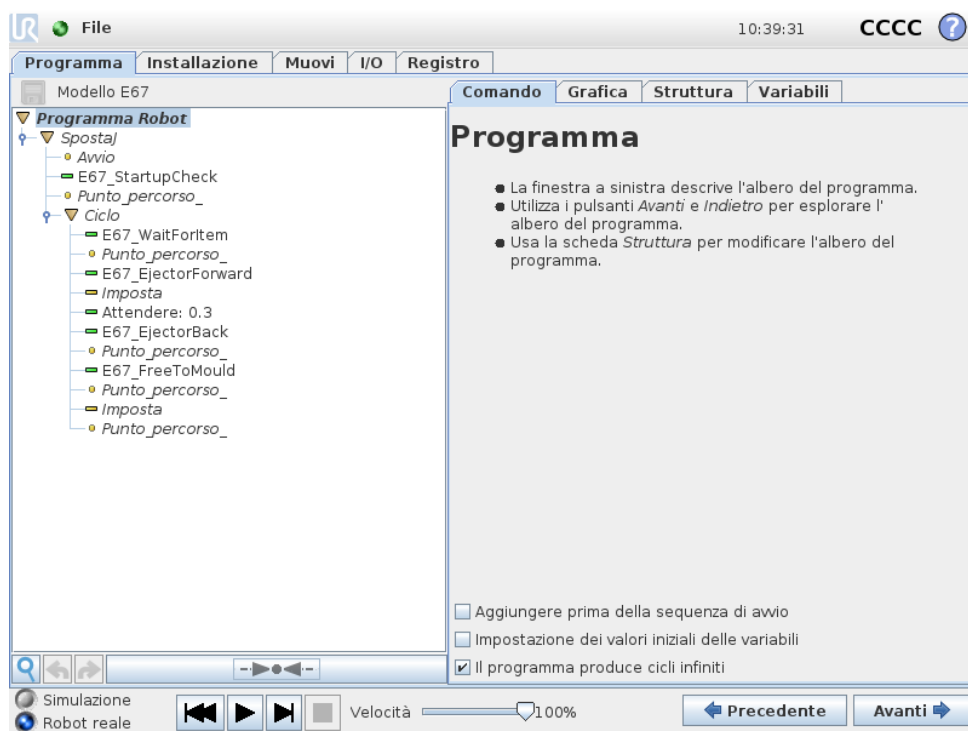 UR File 10:39:31 CCCC ?
Programma Installazione Muovi I/O Registro
Modello E67
Comando Grafica Struttura Variabili
Programma Robot
SpostaJ
Avvio
E67_StartupCheck
Punto_percorso_
Ciclo
E67_WaitForItem
Punto_percorso_
E67_EjectorForward
Imposta
Attendere: 0.3
E67_EjectorBack
Punto_percorso_
E67_FreeToMould
Punto_percorso_
Imposta
Punto_percorso_
Programma
La finestra a sinistra descrive l'albero del programma.
Utilizza i pulsanti Avanti e Indietro per esplorare l'
albero del programma.
Usa la scheda Struttura per modificare l'albero del
programma.
Aggiungere prima della sequenza di avvio
Impostazione dei valori iniziali delle variabili
Il programma produce cicli infiniti
Simulazione
Robot reale
Velocità 100%
Precedente Avanti